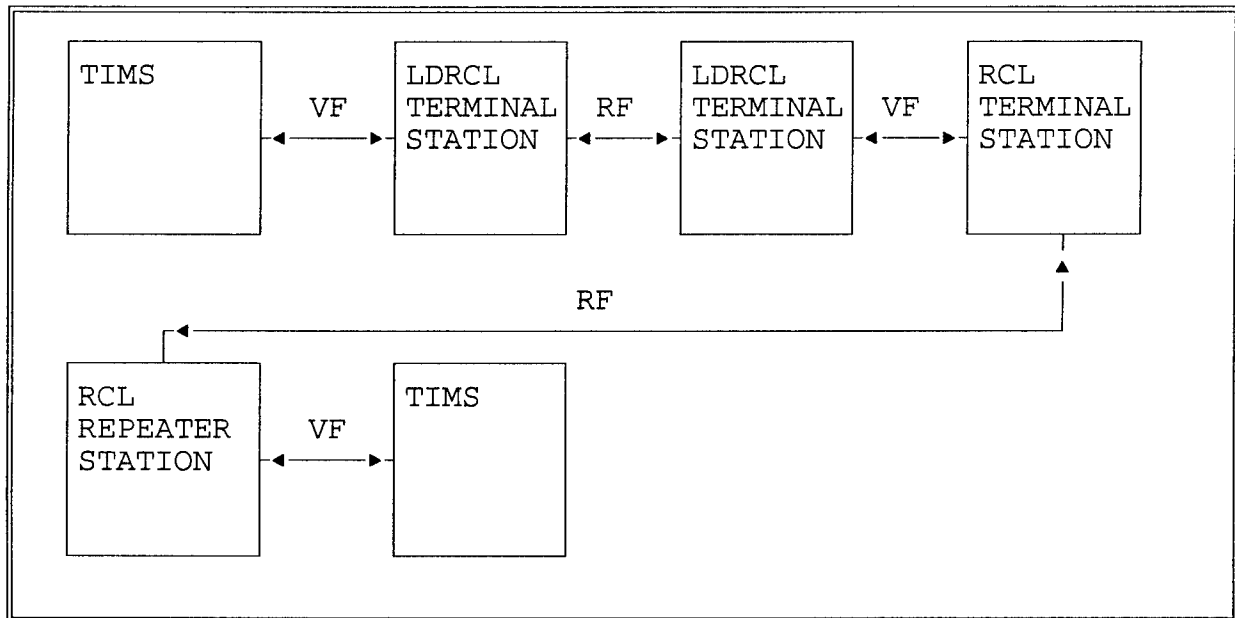 TIMS
VF
LDRCL
TERMINAL
STATION
RF
LDRCL
TERMINAL
STATION
VF
RCL
TERMINAL
STATION
RF
RCL
REPEATER
STATION
VF
TIMS